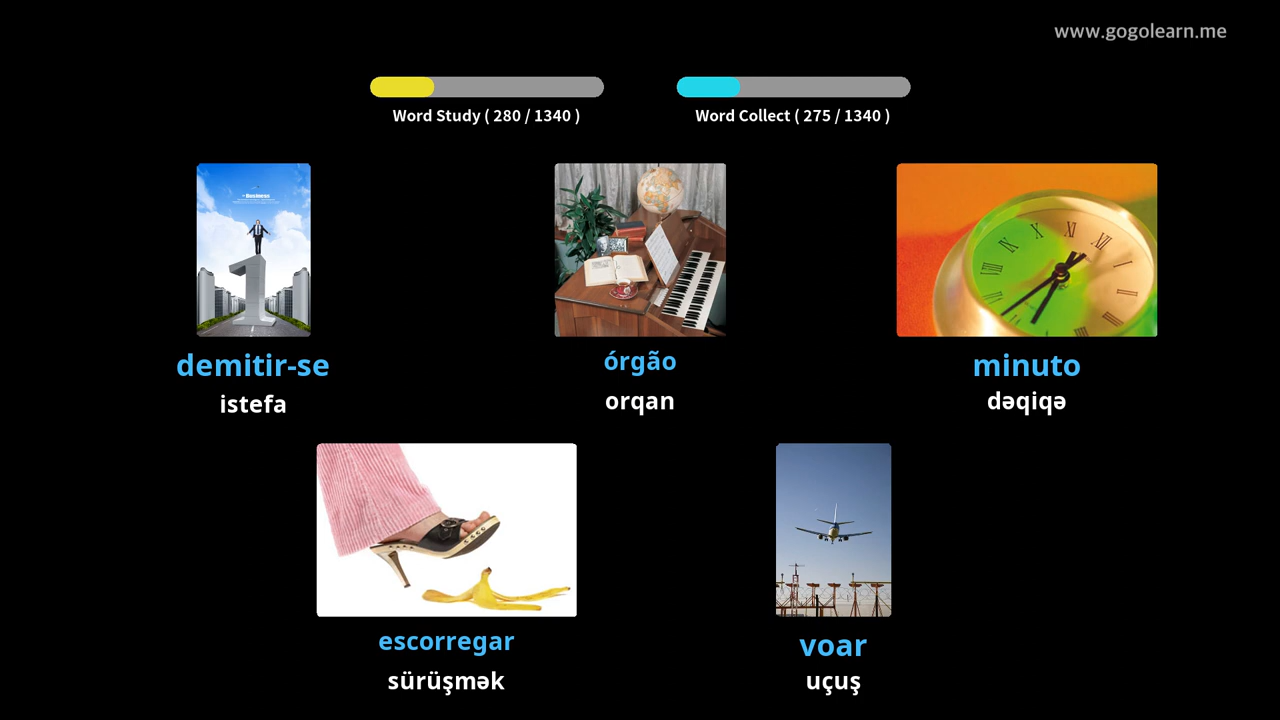 www.gogolearn.me
Word Study ( 280 / 1340 )
Word Collect ( 275 / 1340 )
Business
demitir-se
istefa
órgão
orqan
minuto
dəqiqə
escorregar
sürüşmək
voar
uçuş